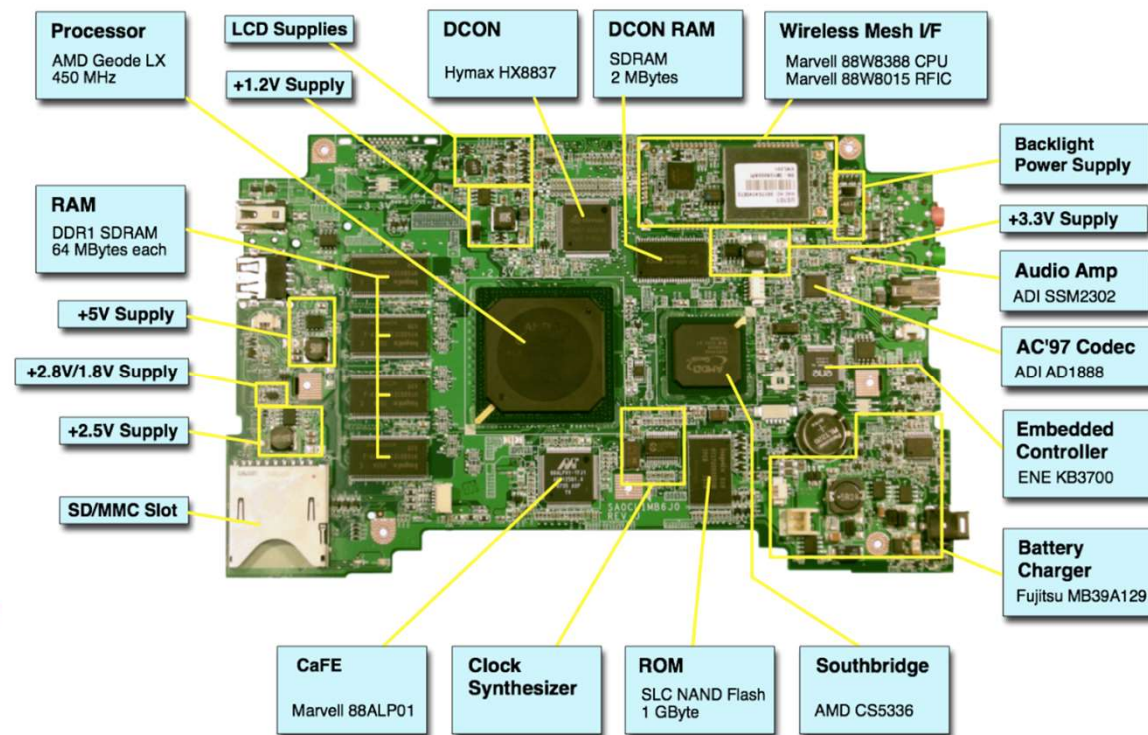 Processor
AMD Geode LX
450 MHz
LCD Supplies
+1.2V Supply
DCON
Hymax HX8837
DCON RAM
SDRAM
2 MBytes
Wireless Mesh I/F
Marvell 88W8388 CPU
Marvell 88W8015 RFIC
Backlight
Power Supply
+3.3V Supply
Audio Amp
ADI SSM2302
AC'97 Codec
ADI AD1888
Embedded
Controller
ENE KB3700
Battery
Charger
Fujitsu MB39A129
RAM
DDR1 SDRAM
64 MBytes each
+5V Supply
+2.8V/1.8V Supply
+2.5V Supply
SD/MMC Slot
AMD
CaFE
Marvell 88ALP01
Clock
Synthesizer
ROM
SLC NAND Flash
1 GByte
Southbridge
AMD CS5336